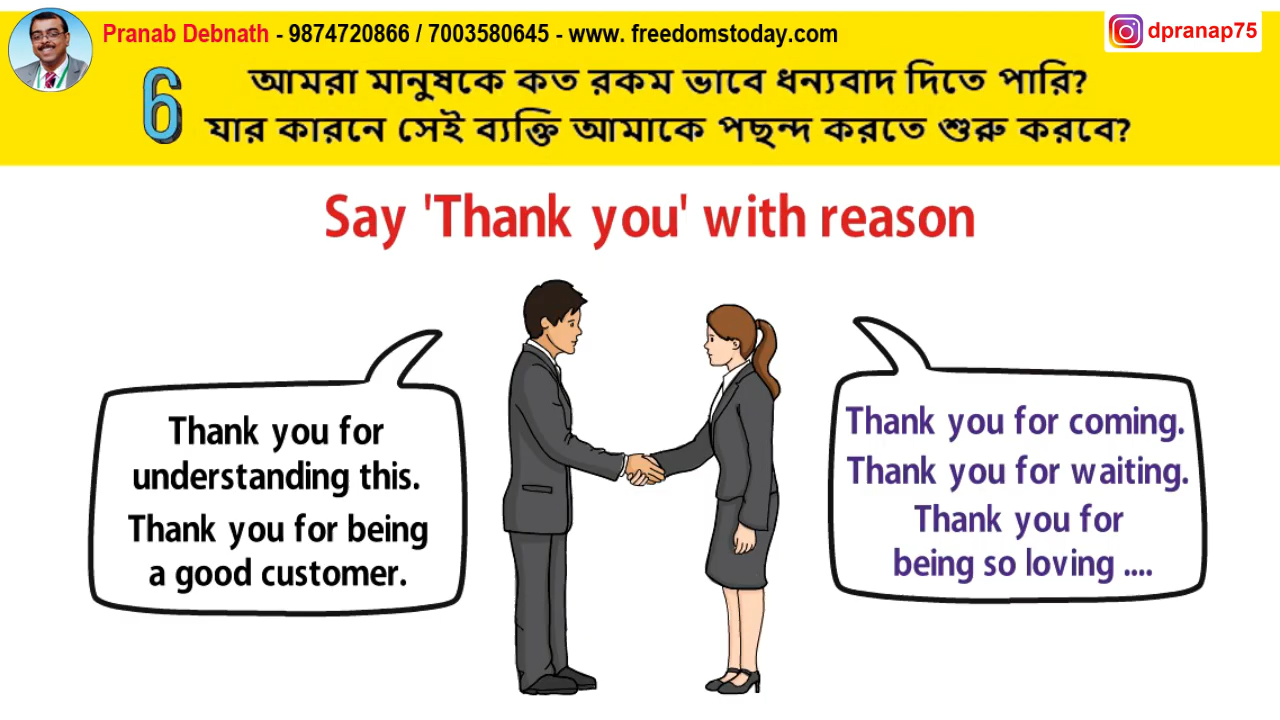 Pranab Debnath - 9874720866 / 7003580645 - www. freedomstoday.com
dpranap75
6
আমরা মানুষকে কত রকম ভাবে ধন্যবাদ দিতে পারি?
যার কারনে সেই ব্যক্তি আমাকে পছন্দ করতে শুরু করবে?
Say 'Thank you' with reason
Thank you for
understanding this.
Thank you for being
a good customer.
Thank you for coming.
Thank you for waiting.
Thank you for
being so loving ....